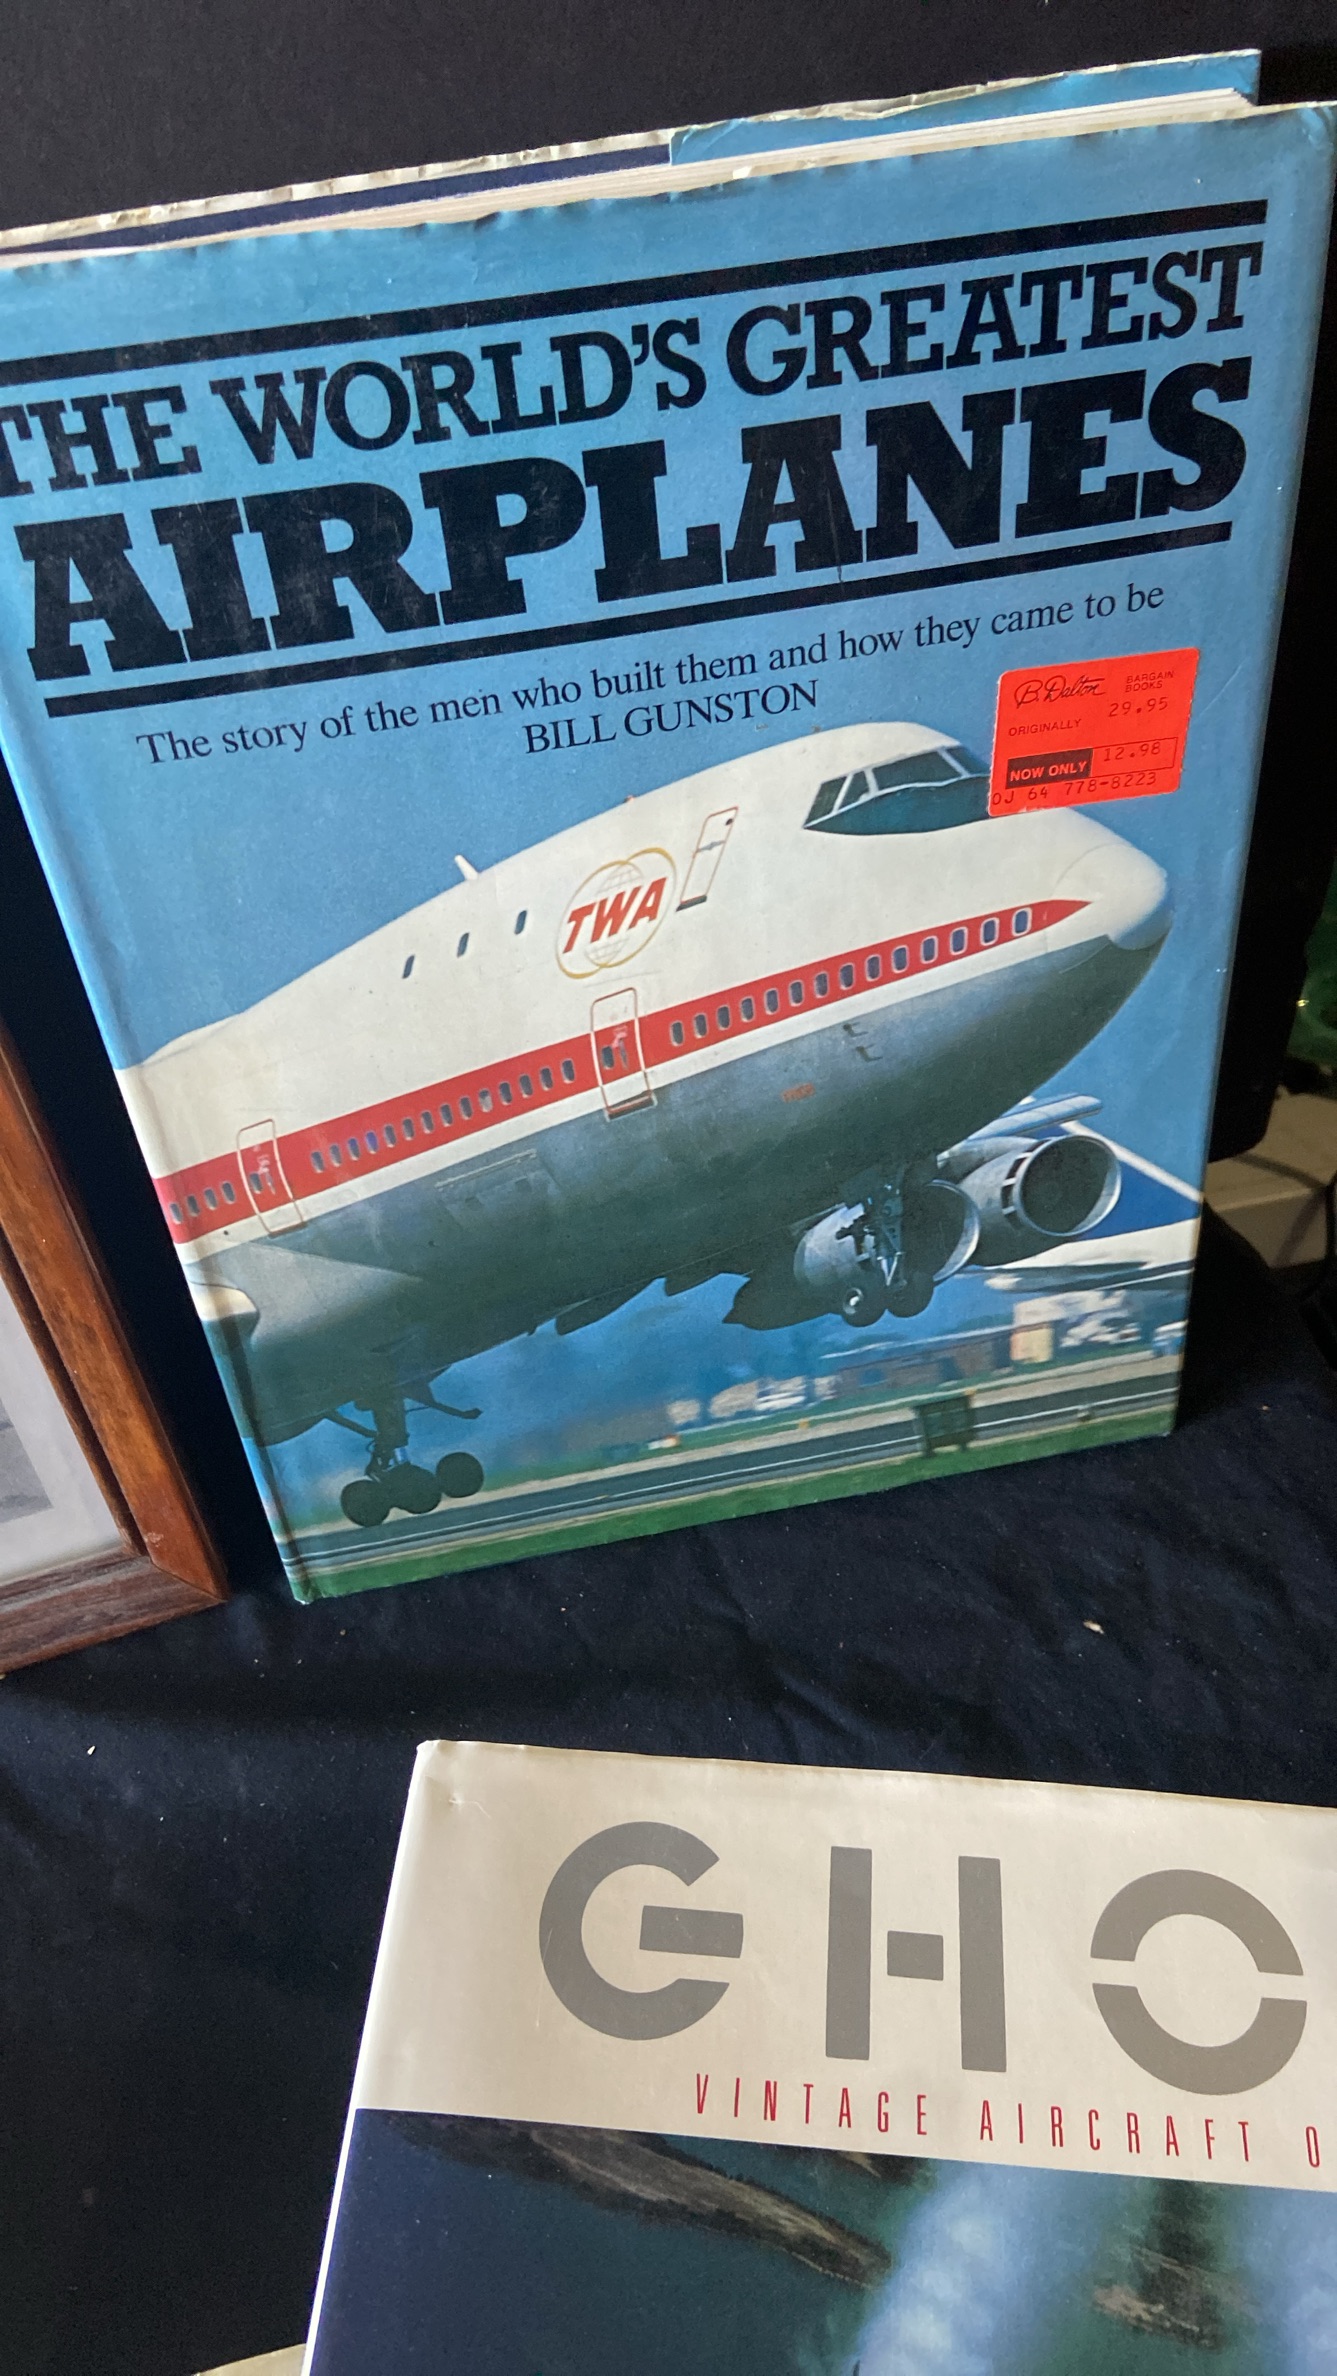 THE WORLD'S GREATEST
AIRPLANES
The story of the men who built them and how they came to be
BILL GUNSTON
B. Dalton BARGAIN BOOKS
ORIGINALLY 29.95
NOW ONLY 12.98
OJ 64 778-8223
TWA
GHO
VINTAGE AIRCRAFT O